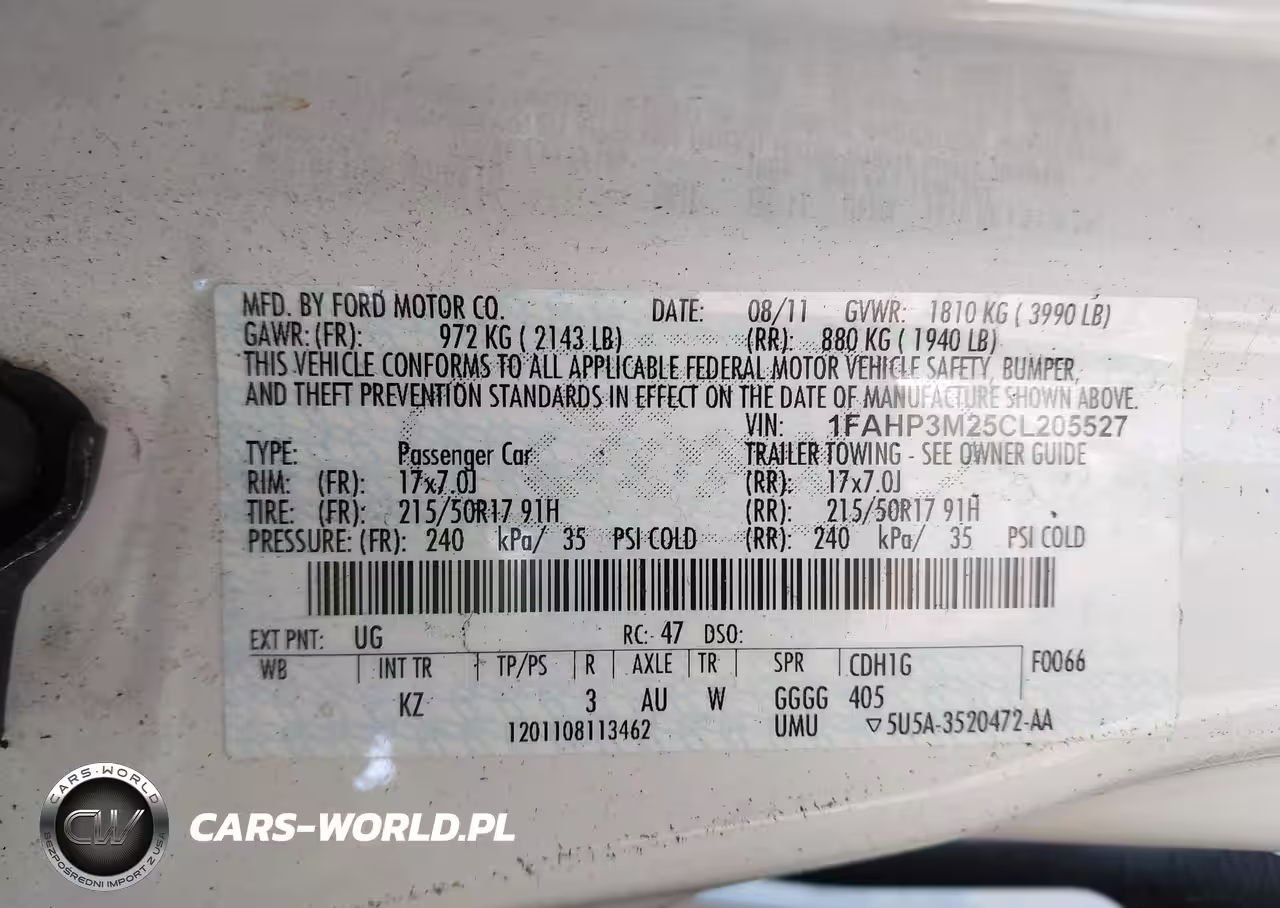 MFD. BY FORD MOTOR CO. DATE: 08/11 GVWR: 1810 KG ( 3990 LB)
GAWR: (FR): 972 KG ( 2143 LB) (RR): 880 KG ( 1940 LB)
THIS VEHICLE CONFORMS TO ALL APPLICABLE FEDERAL MOTOR VEHICLE SAFETY, BUMPER,
AND THEFT PREVENTION STANDARDS IN EFFECT ON THE DATE OF MANUFACTURE SHOWN ABOVE.
VIN: 1FAHP3M25CL205527
TYPE: Passenger Car TRAILER TOWING - SEE OWNER GUIDE
RIM: (FR): 17x7.0J (RR): 17x7.0J
TIRE: (FR): 215/50R17 91H (RR): 215/50R17 91H
PRESSURE: (FR): 240 kPa/ 35 PSI COLD (RR): 240 kPa/ 35 PSI COLD
EXT PNT: UG RC: 47 DSO:
WB INT TR TP/PS R AXLE TR SPR CDH1G F0066
KZ 3 AU W GGGG 405
1201108113462 UMU ▽5U5A-3520472-AA
CARS-WORLD
CW
BEZPOŚREDNI IMPORT Z USA
CARS-WORLD.PL